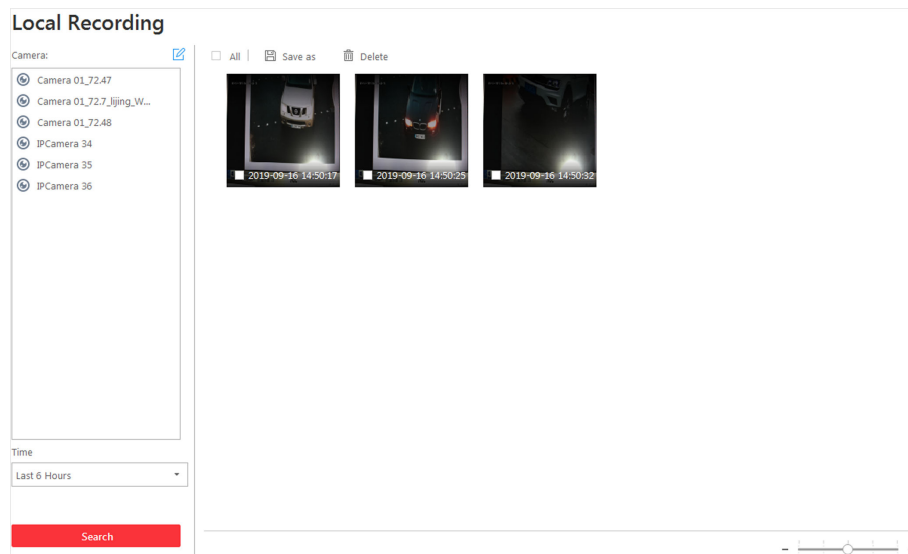 Local Recording
Camera:
All Save as Delete
Camera 01_72.47
Camera 01_72.7_lijing_W...
Camera 01_72.48
IPCamera 34
IPCamera 35
IPCamera 36
2019-09-16 14:50:17 2019-09-16 14:50:25 2019-09-16 14:50:32
Time
Last 6 Hours
Search